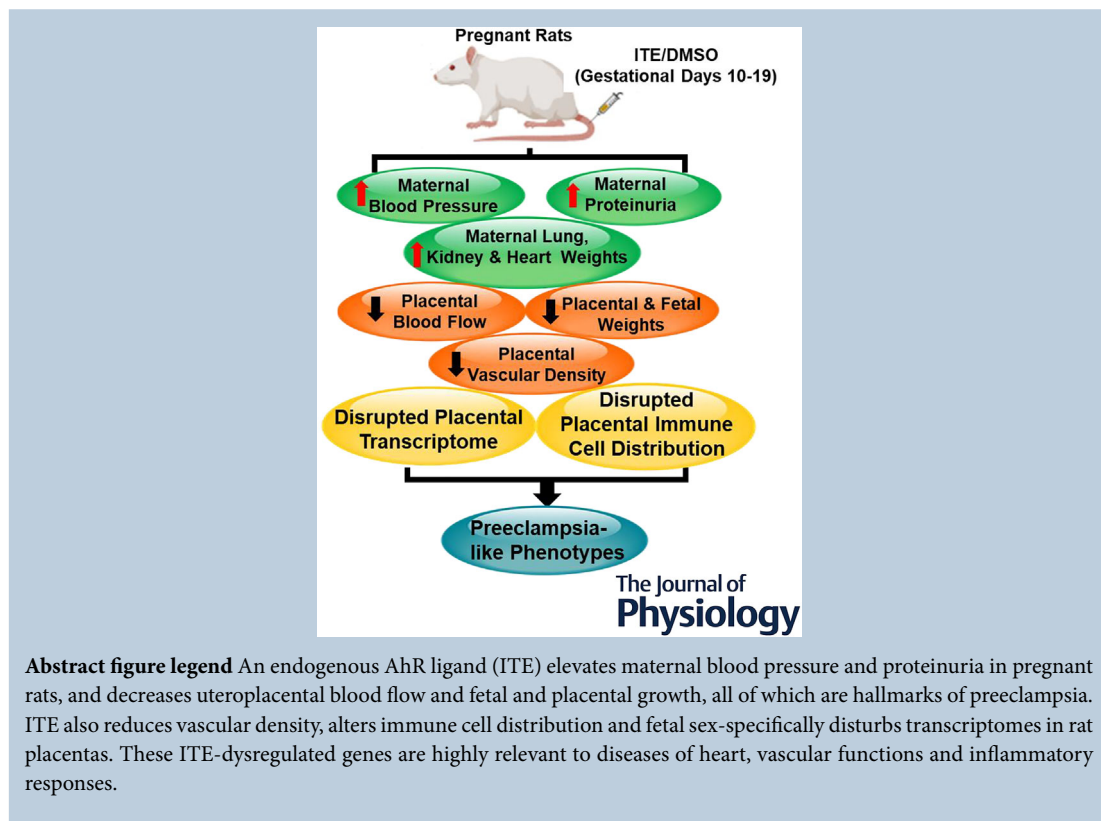 Pregnant Rats
ITE/DMSO
(Gestational Days 10-19)
Maternal
Blood Pressure
Maternal
Proteinuria
Maternal Lung,
Kidney & Heart Weights
Placental
Blood Flow
Placental & Fetal
Weights
Placental
Vascular Density
Disrupted Placental
Transcriptome
Disrupted
Placental Immune
Cell Distribution
Preeclampsia-
like Phenotypes
The Journal of
Physiology
Abstract figure legend An endogenous AhR ligand (ITE) elevates maternal blood pressure and proteinuria in pregnant
rats, and decreases uteroplacental blood flow and fetal and placental growth, all of which are hallmarks of preeclampsia.
ITE also reduces vascular density, alters immune cell distribution and fetal sex-specifically disturbs transcriptomes in rat
placentas. These ITE-dysregulated genes are highly relevant to diseases of heart, vascular functions and inflammatory
responses.